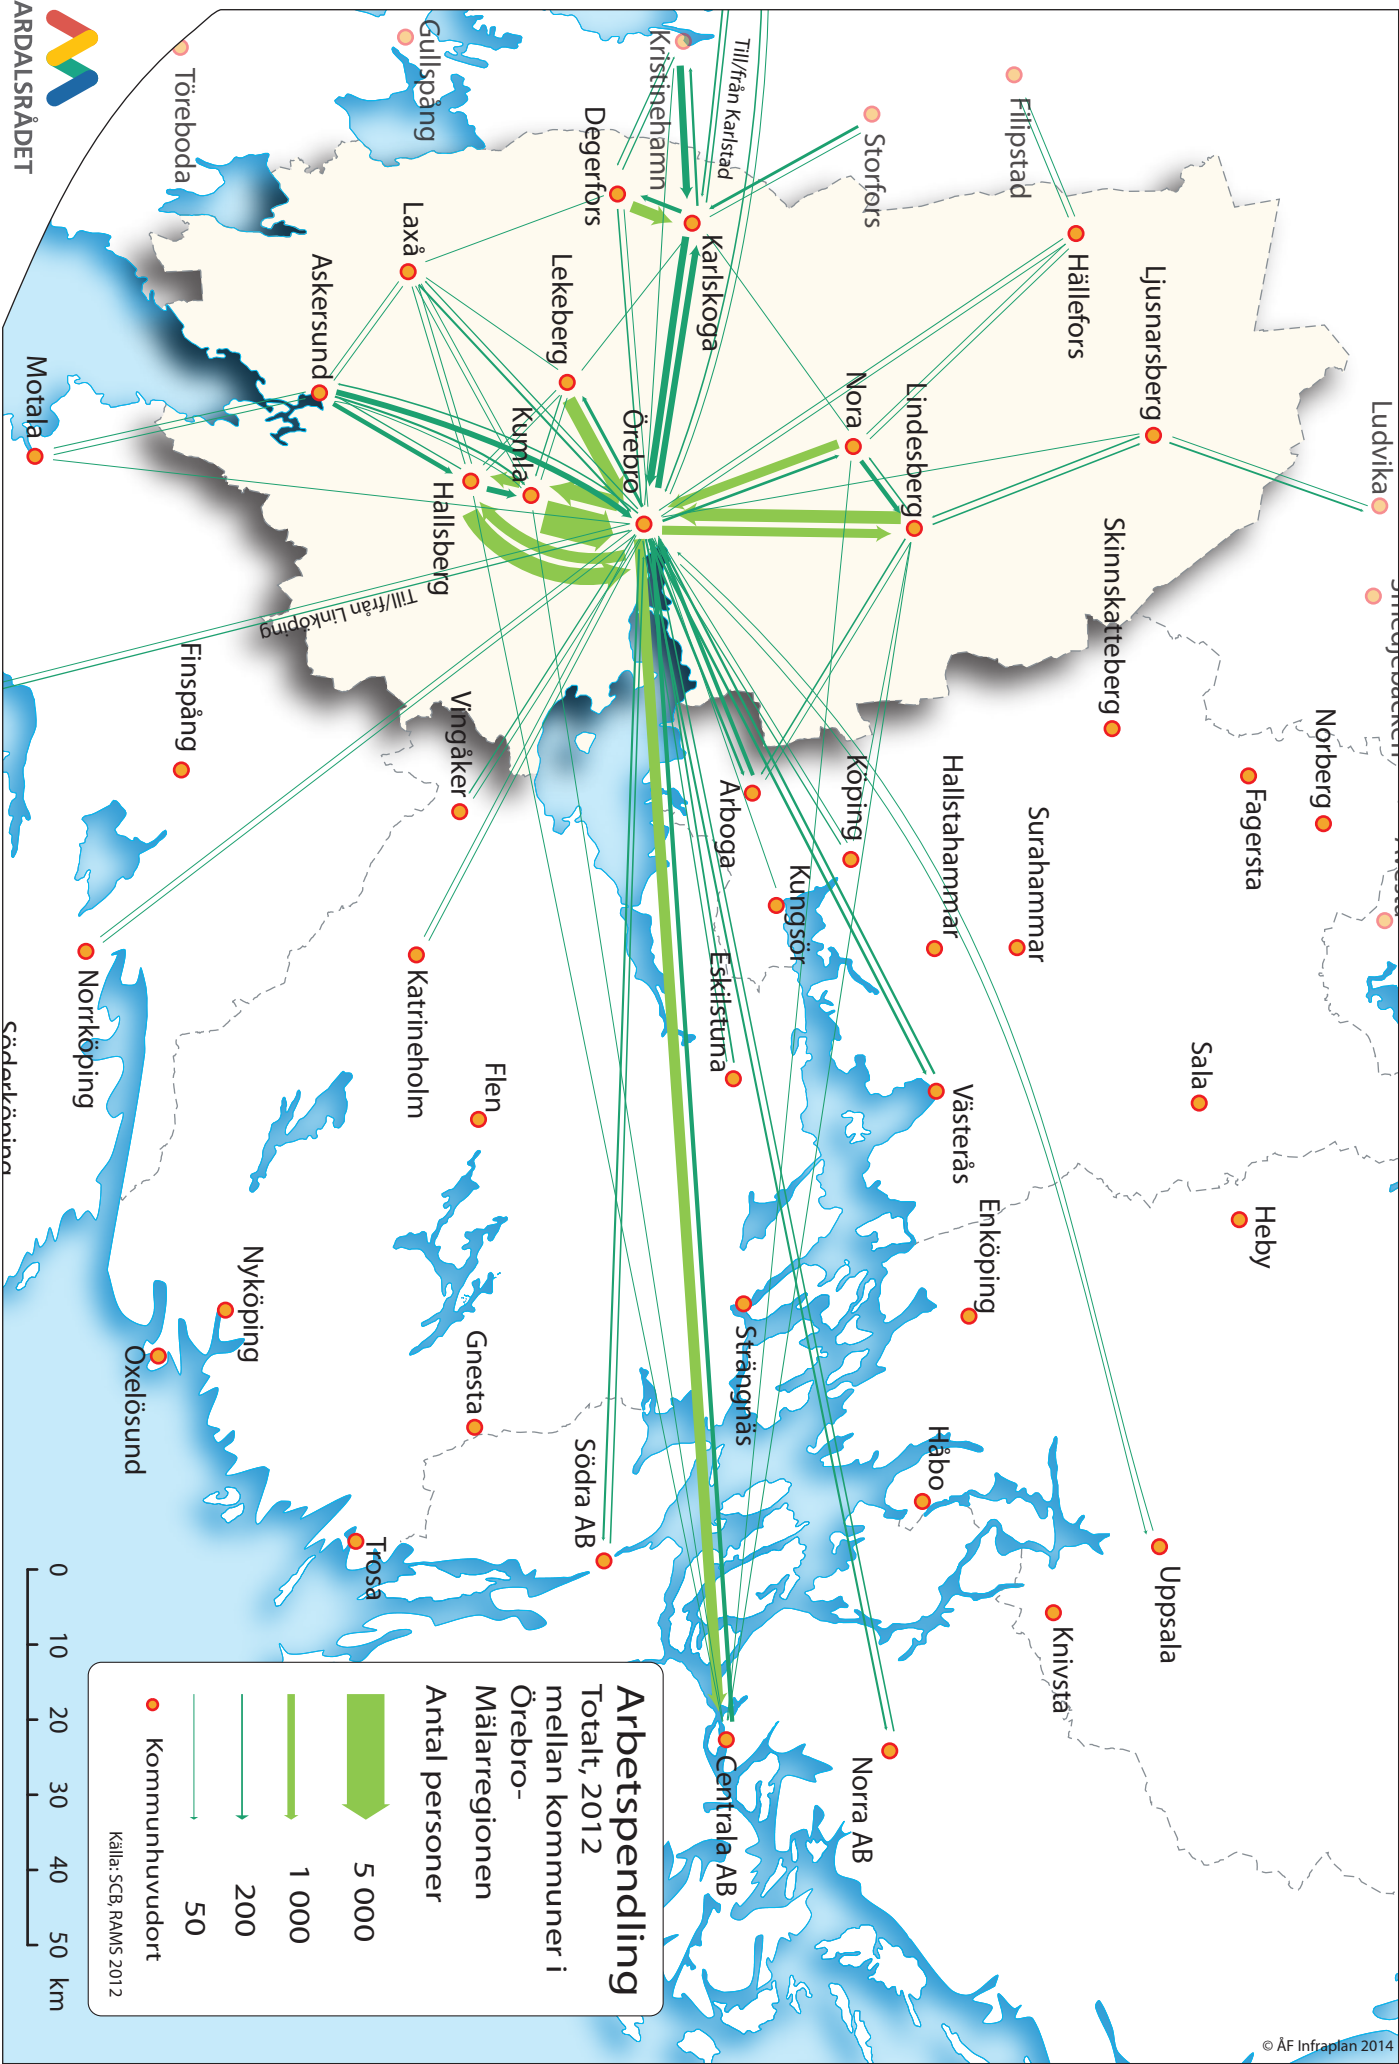 ARDALSRÅDET
Töreboda
Gullspång
Kristinehamn
Till/från Karlstad
Storfors
Filipstad
Degerfors
Karlskoga
Hällefors
Ljusnarsberg
Ludvika
Laxå
Askersund
Lekeberg
Motala
Kumla
Örebro
Nora
Lindesberg
Hallsberg
Till/från Linköping
Skinnskatteberg
Finspång
Vingåker
Arboga
Köping
Hallstahammar
Surahammar
Norberg
Fagersta
Kungsör
Eskilstuna
Norrköping
Katrineholm
Flen
Västerås
Sala
Heby
Enköping
Nyköping
Oxelösund
Gnesta
Strängnäs
Håbo
Södra AB
Trosa
Uppsala
Knivsta
Centrala AB
Norra AB
Söderköping
Arbetspendling
Totalt, 2012
mellan kommuner i
Örebro-
Mälarregionen
Antal personer
5 000
1 000
200
50
Kommunhuvudort
Källa: SCB, RAMS 2012
0 10 20 30 40 50 km
© ÅF Infraplan 2014